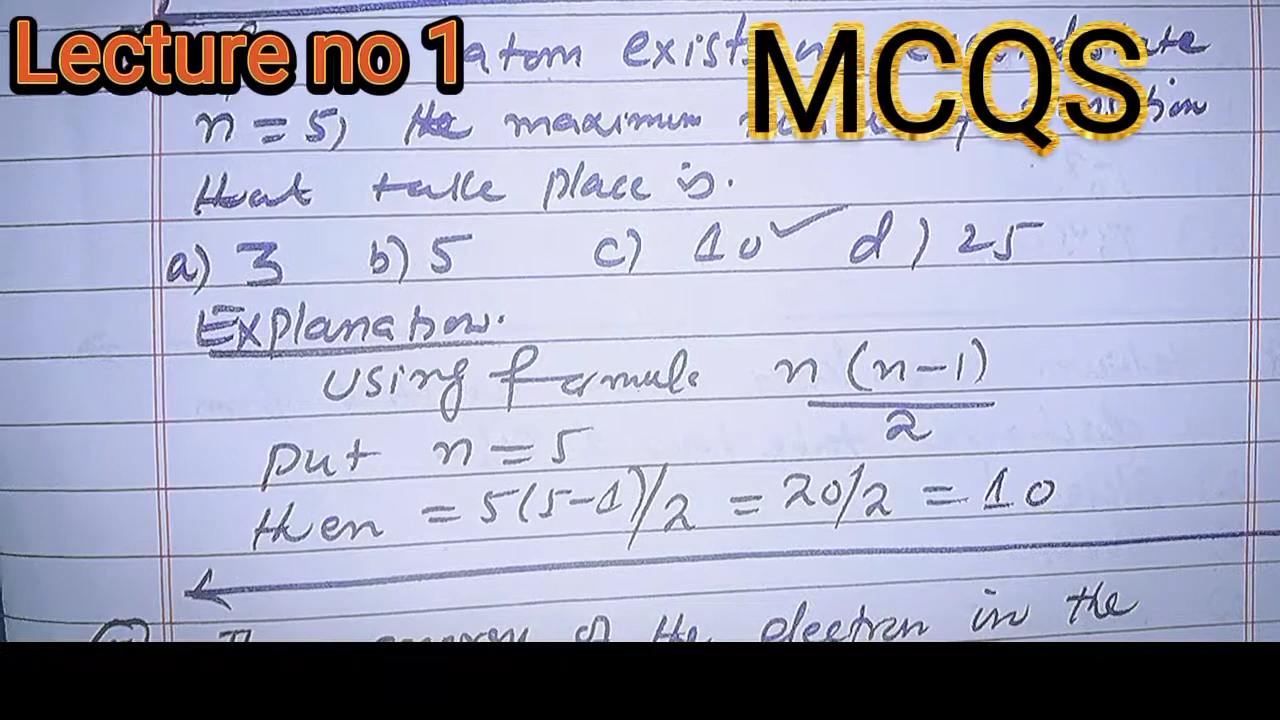 Lecture no 1
MCQS
atom exists
n = 5, the maximum
that take place is.
a) 3 b) 5 c) 10 ✓ d) 25
Explanation.
Using formula n(n-1)/2
put n = 5
then = 5(5-1)/2 = 20/2 = 10
of the electron in the